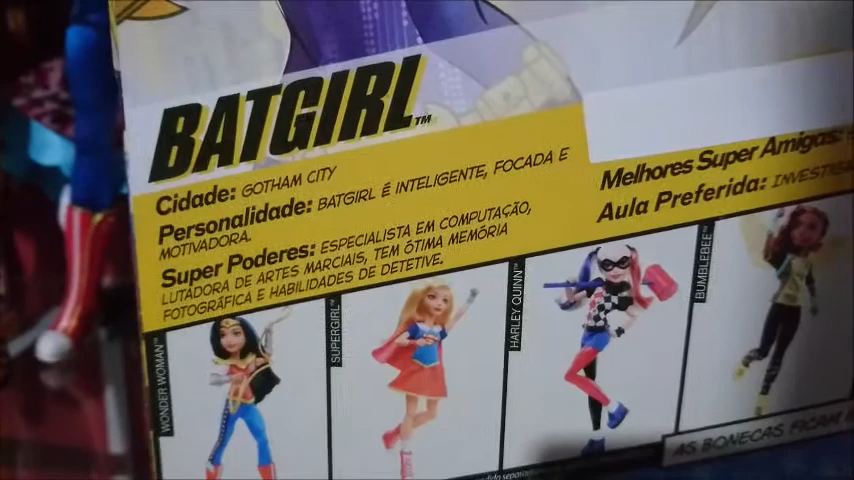 BATGIRL™
Cidade: GOTHAM CITY
Personalidade: BATGIRL É INTELIGENTE, FOCADA E
MOTIVADORA.
Super Poderes: ESPECIALISTA EM COMPUTAÇÃO,
LUTADORA DE ARTES MARCIAIS, TEM ÓTIMA MEMÓRIA
FOTOGRÁFICA E HABILIDADES DE DETETIVE.
Melhores Super Amigas:
Aula Preferida:
WONDER WOMAN™
SUPERGIRL™
HARLEY QUINN™
BUMBLEBEE™
AS BONECAS FICAM